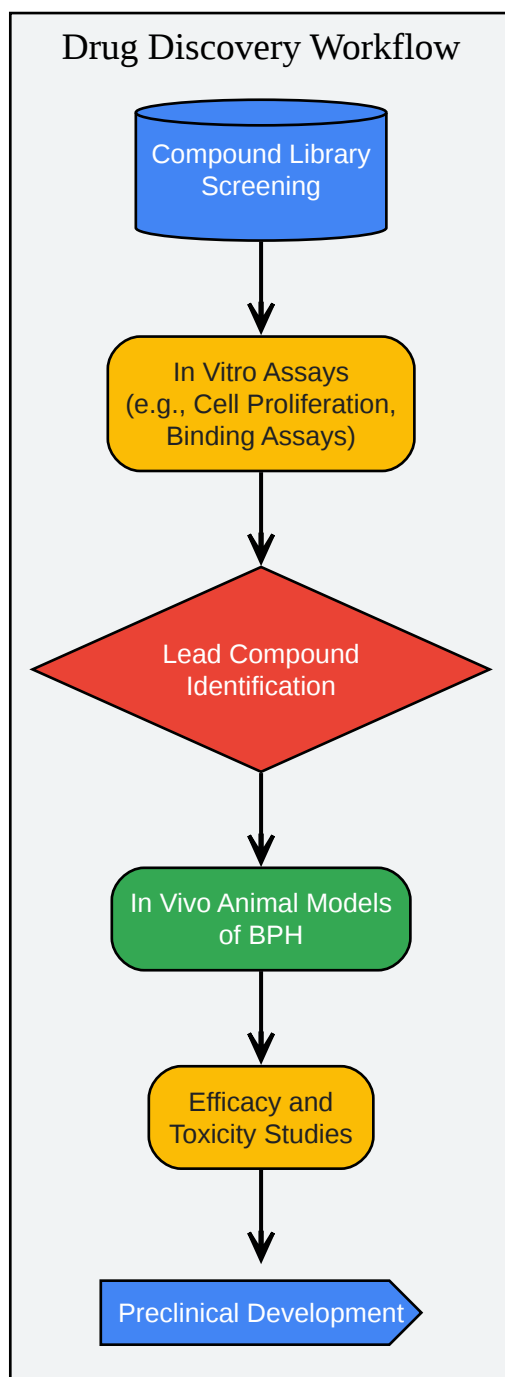 Drug Discovery Workflow
Compound Library
Screening
In Vitro Assays
(e.g., Cell Proliferation,
Binding Assays)
Lead Compound
Identification
In Vivo Animal Models
of BPH
Efficacy and
Toxicity Studies
Preclinical Development